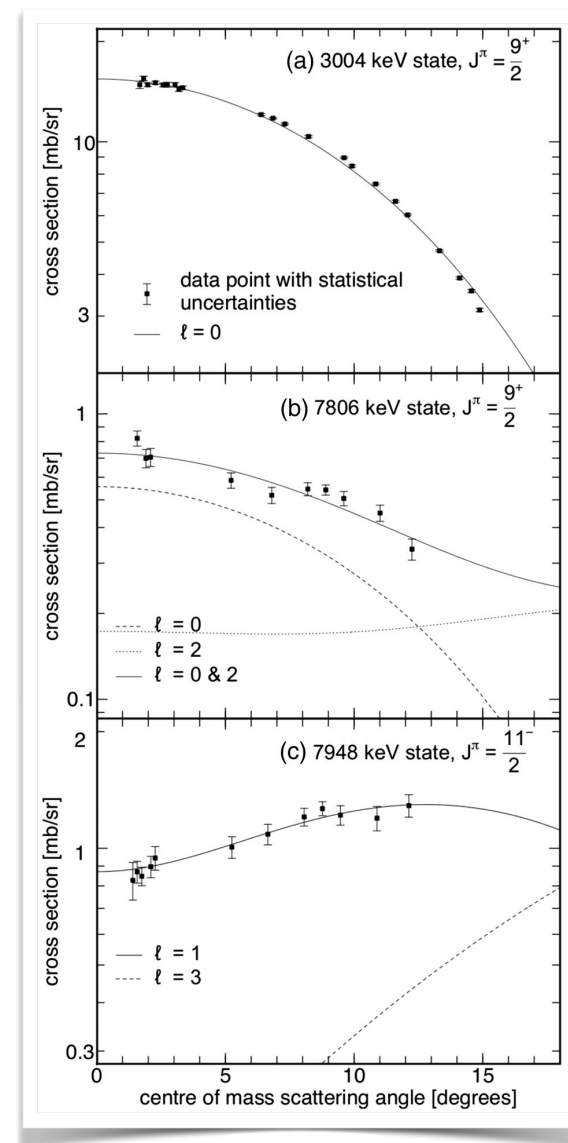 (a) 3004 keV state, Jπ = 9+/2
10
cross section [mb/sr]
data point with statistical
uncertainties
ℓ = 0
3
1
(b) 7806 keV state, Jπ = 9+/2
cross section [mb/sr]
ℓ = 0
ℓ = 2
ℓ = 0 & 2
0.1
2
(c) 7948 keV state, Jπ = 11-/2
1
cross section [mb/sr]
ℓ = 1
ℓ = 3
0.3
0 5 10 15
centre of mass scattering angle [degrees]